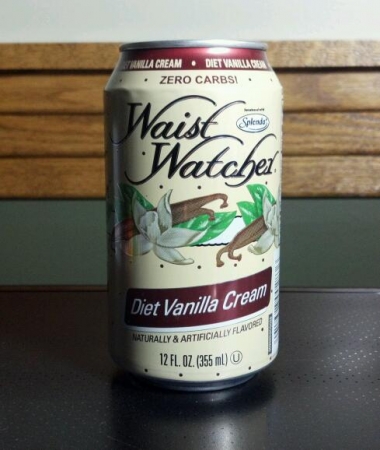 VANILLA CREAM • DIET VANILLA CREAM
ZERO CARBS!
Waist
Watcher
Splenda
Diet Vanilla Cream
NATURALLY & ARTIFICIALLY FLAVORED
12 FL. OZ. (355 mL) U